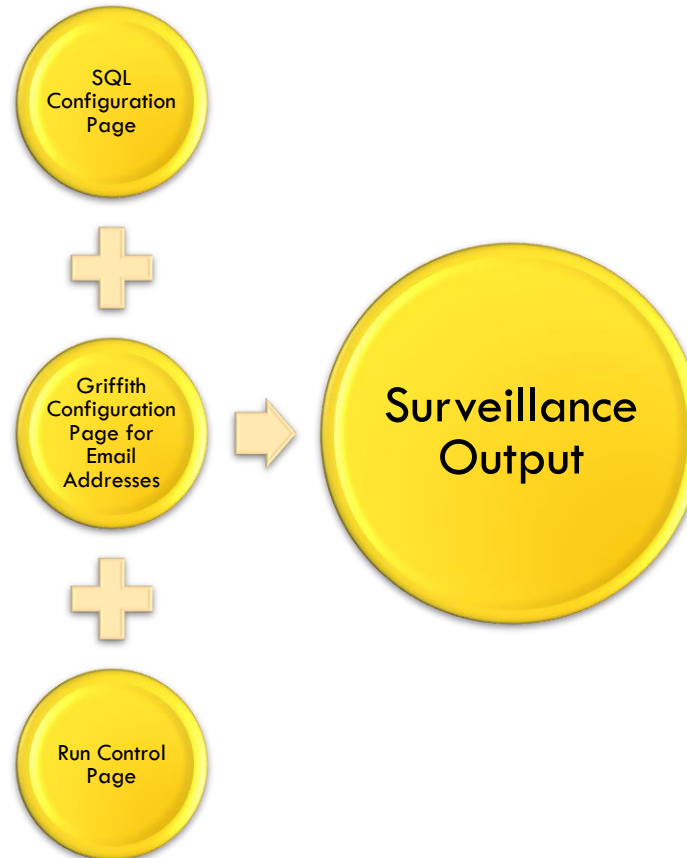 SQL
Configuration
Page
Griffith
Configuration
Page for
Email
Addresses
Surveillance
Output
Run Control
Page